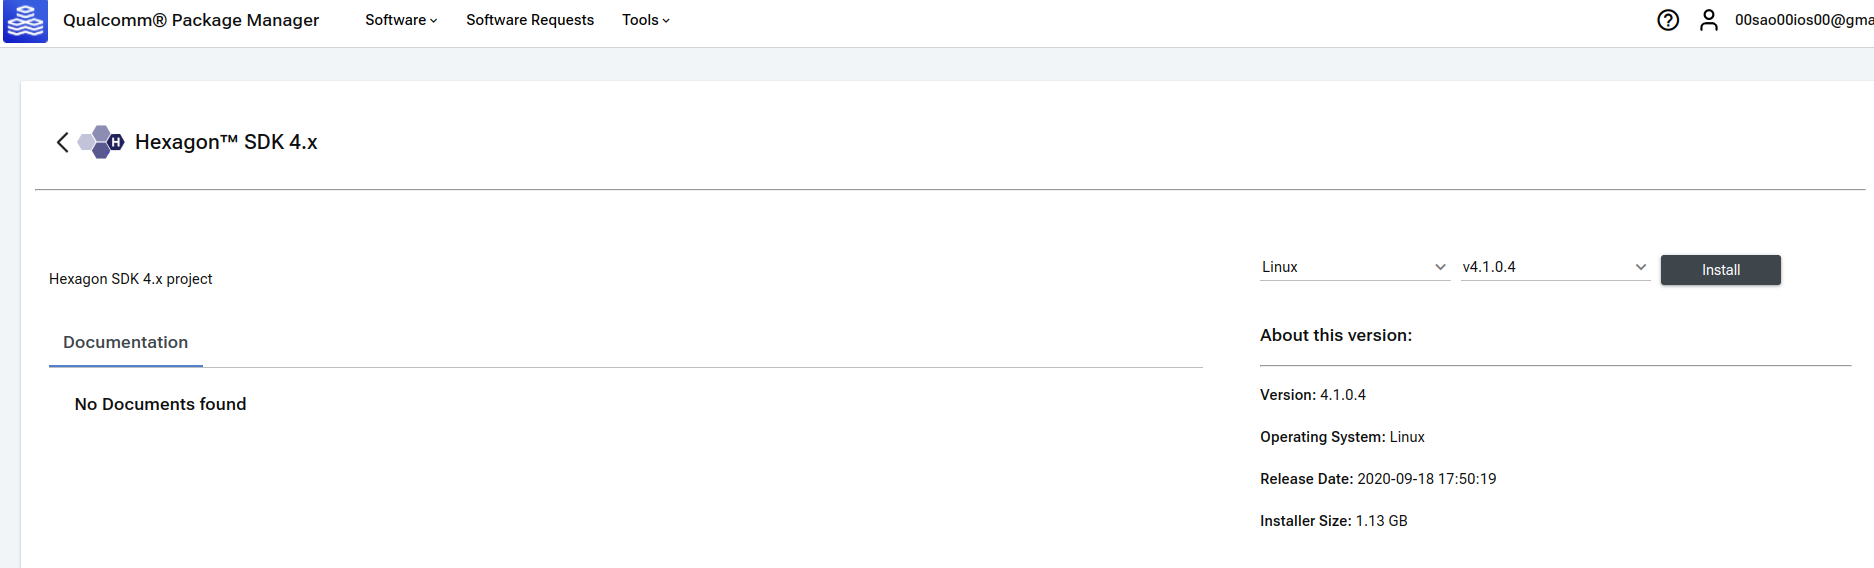 Qualcomm® Package Manager Software Software Requests Tools 00sao00ios00@gma
Hexagon™ SDK 4.x
Hexagon SDK 4.x project
Linux v4.1.0.4 Install
Documentation
No Documents found
About this version:
Version: 4.1.0.4
Operating System: Linux
Release Date: 2020-09-18 17:50:19
Installer Size: 1.13 GB